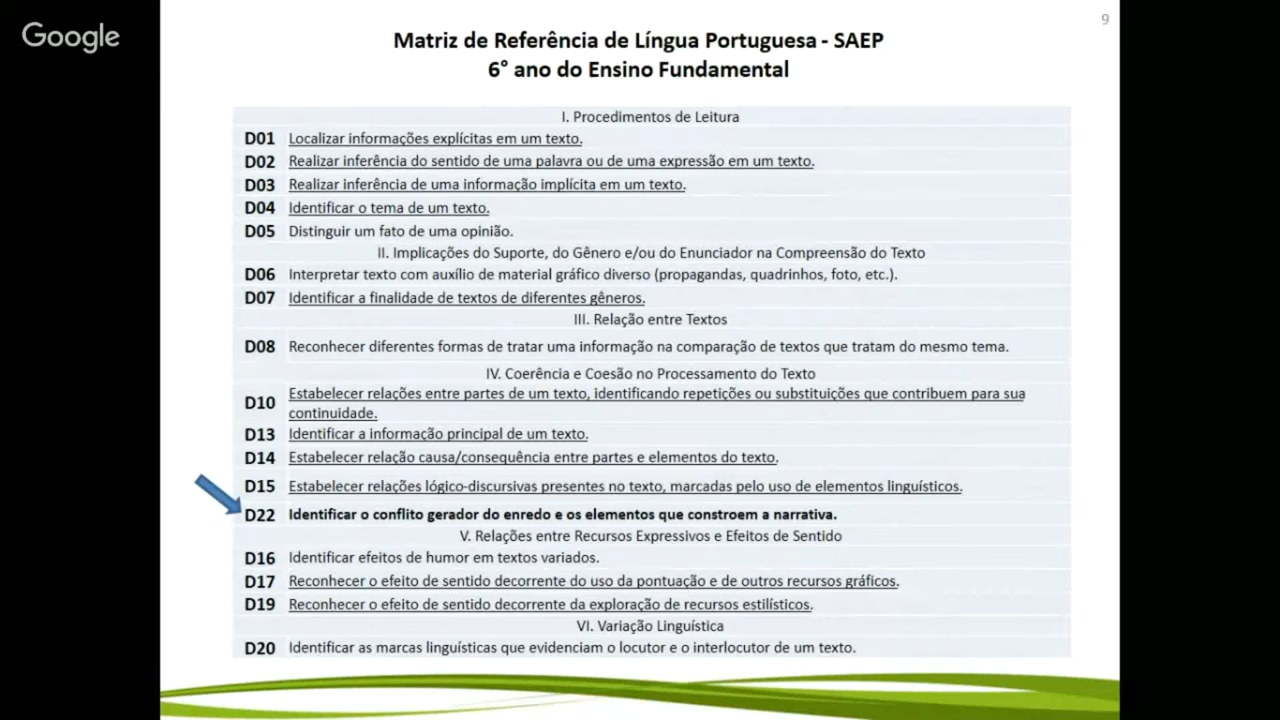 Google
9
Matriz de Referência de Língua Portuguesa - SAEP
6° ano do Ensino Fundamental
I. Procedimentos de Leitura
D01 Localizar informações explícitas em um texto.
D02 Realizar inferência do sentido de uma palavra ou de uma expressão em um texto.
D03 Realizar inferência de uma informação implícita em um texto.
D04 Identificar o tema de um texto.
D05 Distinguir um fato de uma opinião.
II. Implicações do Suporte, do Gênero e/ou do Enunciador na Compreensão do Texto
D06 Interpretar texto com auxílio de material gráfico diverso (propagandas, quadrinhos, foto, etc.).
D07 Identificar a finalidade de textos de diferentes gêneros.
III. Relação entre Textos
D08 Reconhecer diferentes formas de tratar uma informação na comparação de textos que tratam do mesmo tema.
IV. Coerência e Coesão no Processamento do Texto
D10 Estabelecer relações entre partes de um texto, identificando repetições ou substituições que contribuem para sua
continuidade.
D13 Identificar a informação principal de um texto.
D14 Estabelecer relação causa/consequência entre partes e elementos do texto.
D15 Estabelecer relações lógico-discursivas presentes no texto, marcadas pelo uso de elementos linguísticos.
D22 Identificar o conflito gerador do enredo e os elementos que constroem a narrativa.
V. Relações entre Recursos Expressivos e Efeitos de Sentido
D16 Identificar efeitos de humor em textos variados.
D17 Reconhecer o efeito de sentido decorrente do uso da pontuação e de outros recursos gráficos.
D19 Reconhecer o efeito de sentido decorrente da exploração de recursos estilísticos.
VI. Variação Linguística
D20 Identificar as marcas linguísticas que evidenciam o locutor e o interlocutor de um texto.